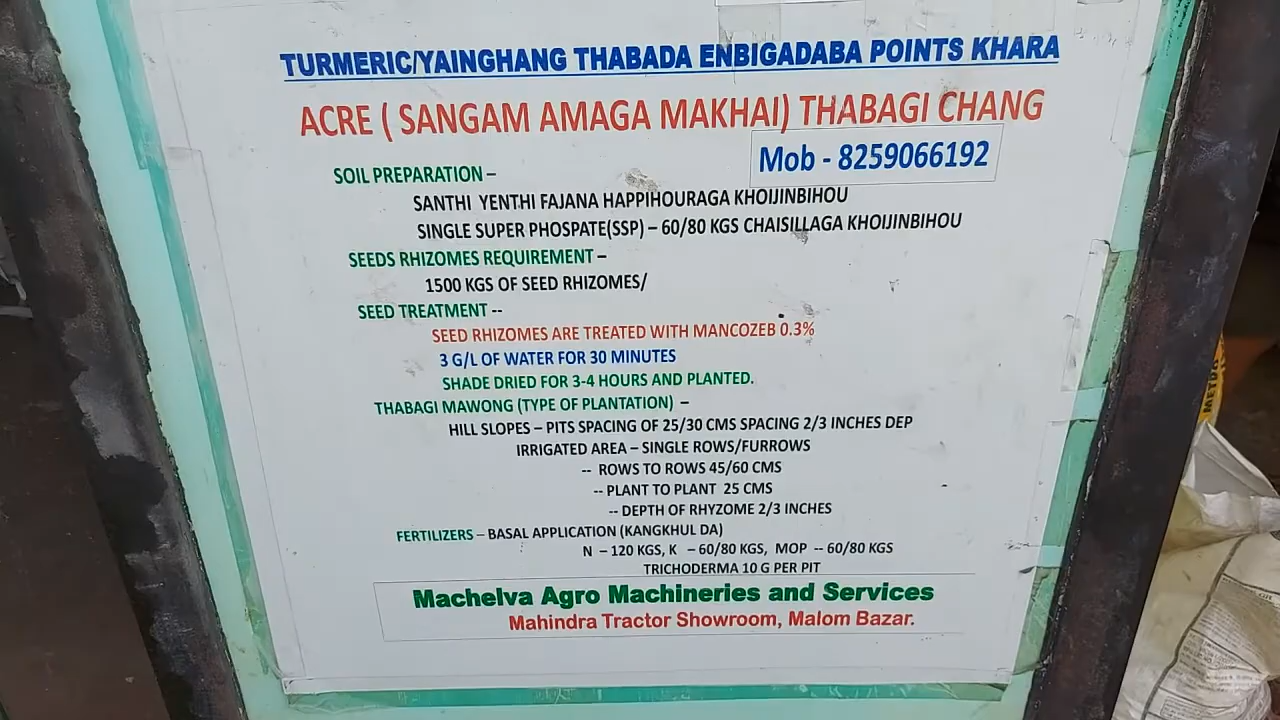 TURMERIC/YAINGHANG THABADA ENBIGADABA POINTS KHARA
ACRE ( SANGAM AMAGA MAKHAI) THABAGI CHANG
Mob - 8259066192
SOIL PREPARATION –
SANTHI YENTHI FAJANA HAPPIHOURAGA KHOIJINBIHOU
SINGLE SUPER PHOSPATE(SSP) – 60/80 KGS CHAISILLAGA KHOIJINBIHOU
SEEDS RHIZOMES REQUIREMENT –
1500 KGS OF SEED RHIZOMES/
SEED TREATMENT --
SEED RHIZOMES ARE TREATED WITH MANCOZEB 0.3%
3 G/L OF WATER FOR 30 MINUTES
SHADE DRIED FOR 3-4 HOURS AND PLANTED.
THABAGI MAWONG (TYPE OF PLANTATION) –
HILL SLOPES – PITS SPACING OF 25/30 CMS SPACING 2/3 INCHES DEP
IRRIGATED AREA – SINGLE ROWS/FURROWS
-- ROWS TO ROWS 45/60 CMS
-- PLANT TO PLANT 25 CMS
-- DEPTH OF RHYZOME 2/3 INCHES
FERTILIZERS – BASAL APPLICATION (KANGKHUL DA)
N – 120 KGS, K – 60/80 KGS, MOP -- 60/80 KGS
TRICHODERMA 10 G PER PIT
Machelva Agro Machineries and Services
Mahindra Tractor Showroom, Malom Bazar.